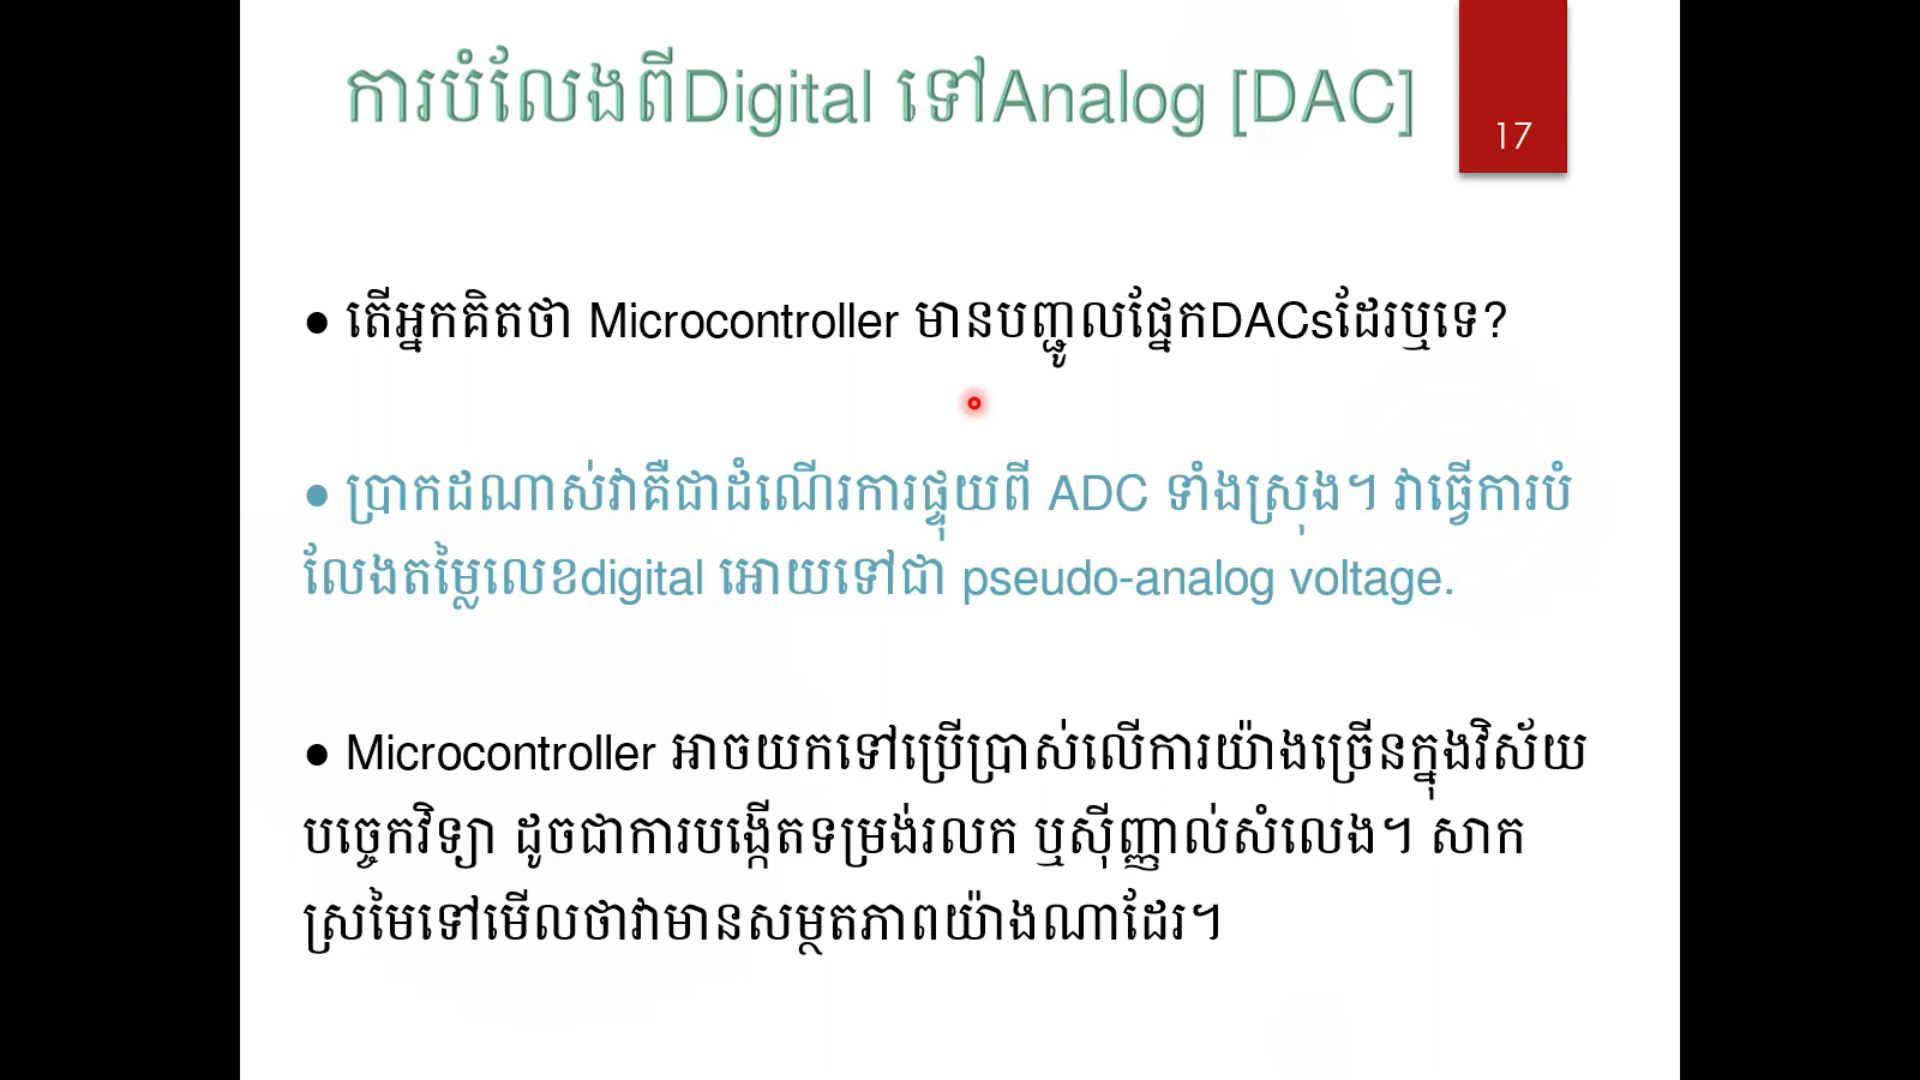 ការបំលែងពីDigital ទៅAnalog [DAC]
17
● តើអ្នកគិតថា Microcontroller មានបញ្ជូលផ្នែកDACsដែរឬទេ?
● ប្រាកដណាស់វាគឺជាដំណើរការផ្ទុយពី ADC ទាំងស្រុង។ វាធ្វើការបំ
លែងតម្លៃលេខdigital អោយទៅជា pseudo-analog voltage.
● Microcontroller អាចយកទៅប្រើប្រាស់លើការយ៉ាងច្រើនក្នុងវិស័យ
បច្ចេកវិទ្យា ដូចជាការបង្កើតទម្រង់រលក ឬស៊ីញ្ញាល់សំលេង។ សាក
ស្រមៃទៅមើលថាវាមានសម្ថតភាពយ៉ាងណាដែរ។